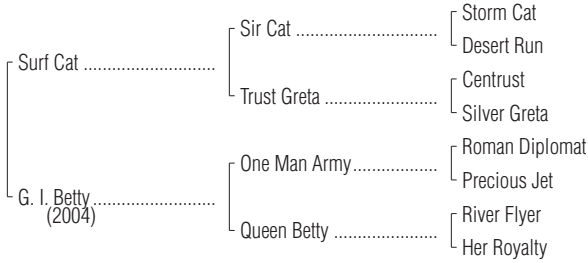 Storm Cat
Sir Cat ..............................
Desert Run
Surf Cat ............................
Centrust
Trust Greta ........................
Silver Greta
Roman Diplomat
One Man Army.................
Precious Jet
G. I. Betty..........................
(2004)
River Flyer
Queen Betty ......................
Her Royalty